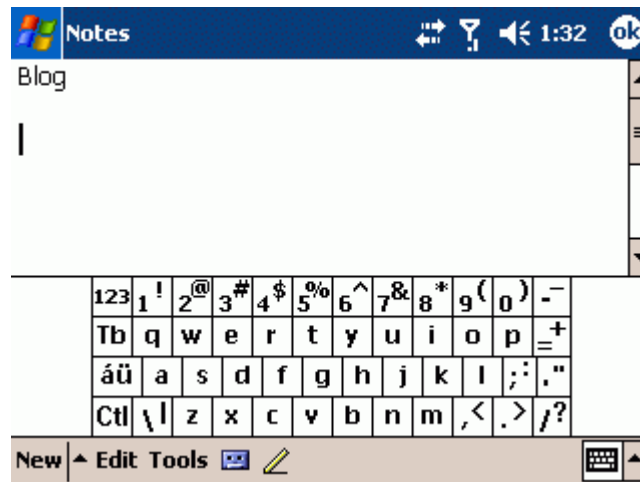 Notes 1:32 ok
Blog
123 1 ! 2 @ 3 # 4 $ 5 % 6 ^ 7 & 8 * 9 ( 0 ) - _
Tb q w e r t y u i o p = +
áü a s d f g h j k l ; : . "
Ctl \ | z x c v b n m , < . > / ?
New Edit Tools